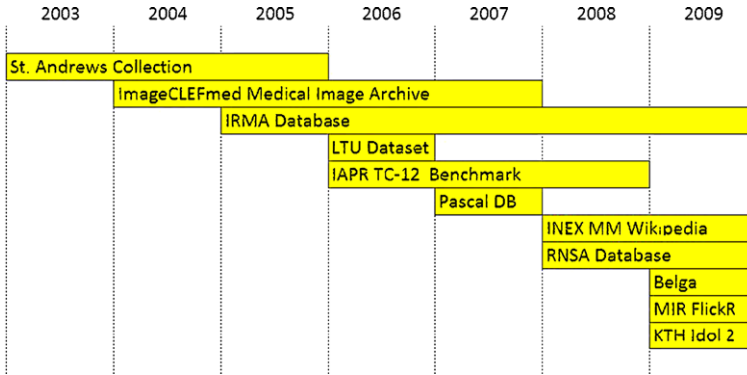 2003 2004 2005 2006 2007 2008 2009
St. Andrews Collection
ImageCLEFmed Medical Image Archive
IRMA Database
LTU Dataset
IAPR TC-12 Benchmark
Pascal DB
INEX MM Wikipedia
RNSA Database
Belga
MIR FlickR
KTH Idol 2